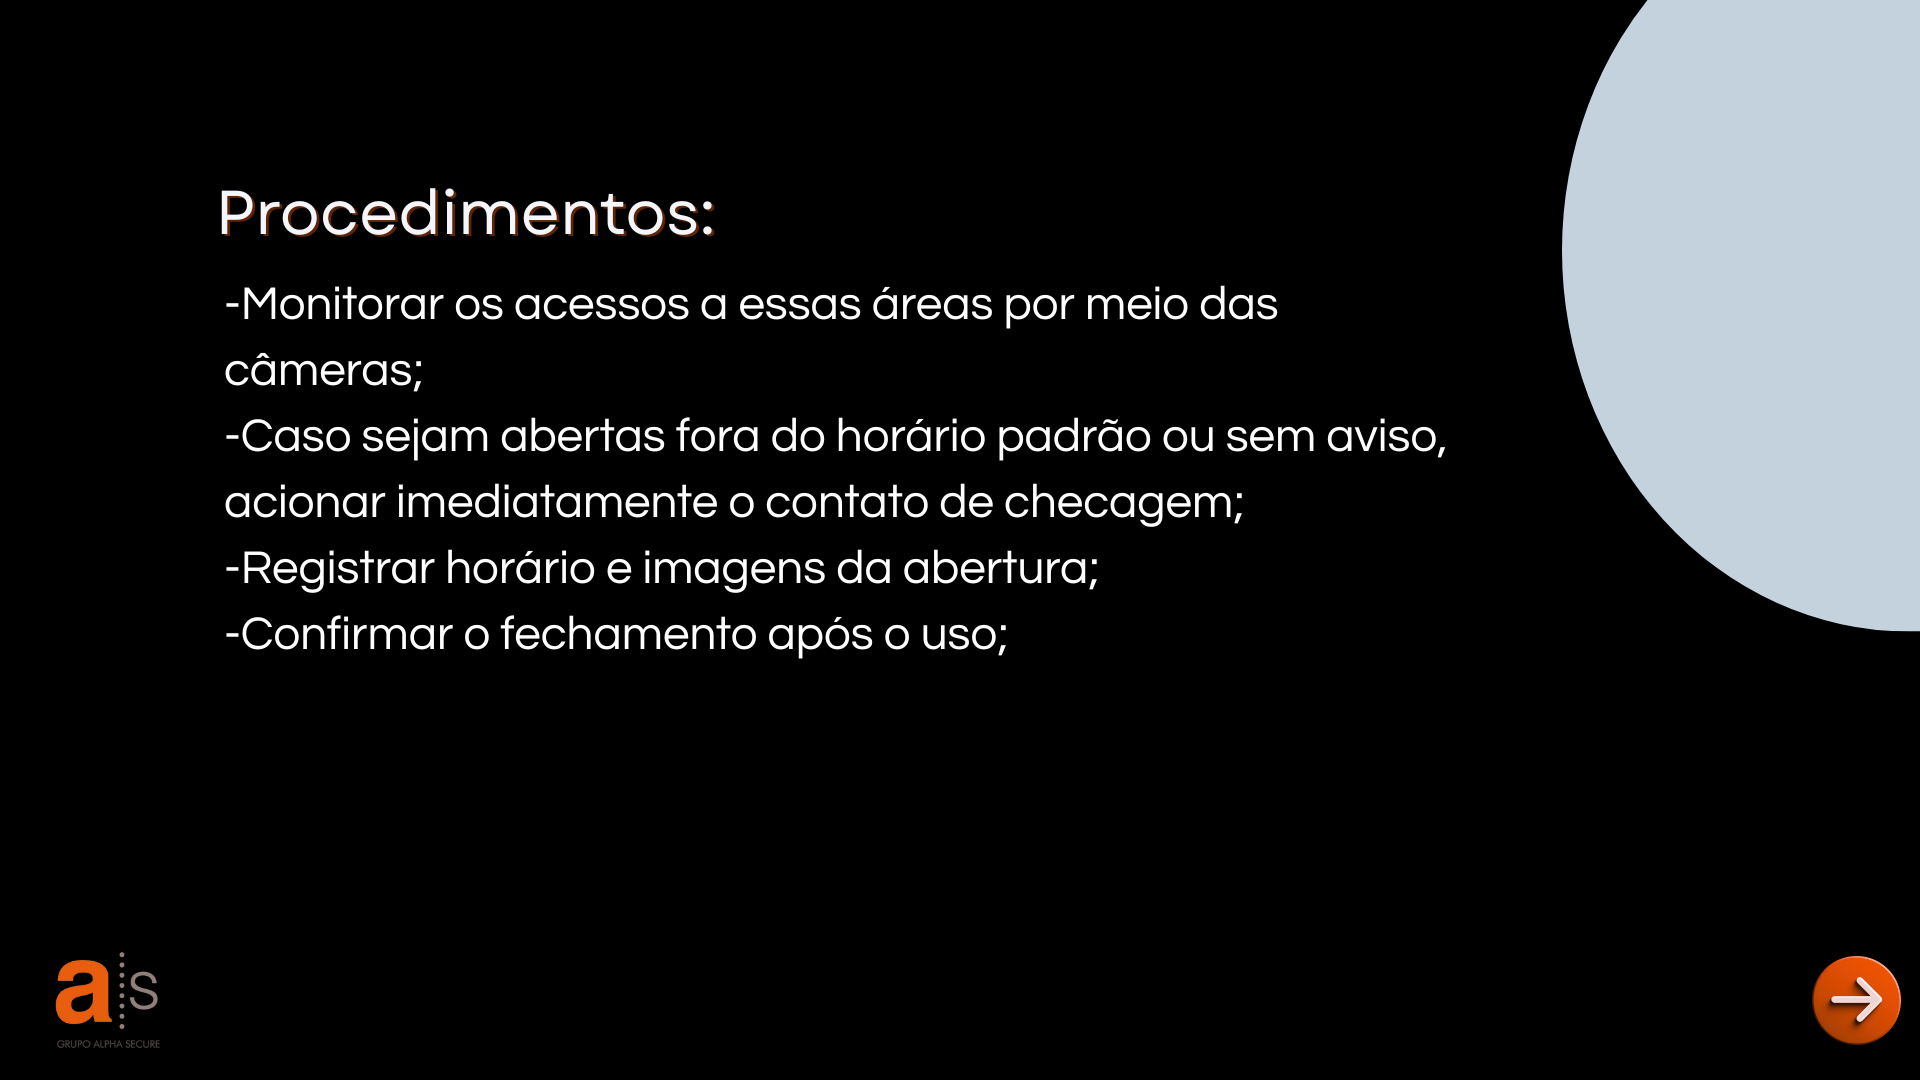 Procedimentos:
-Monitorar os acessos a essas áreas por meio das
câmeras;
-Caso sejam abertas fora do horário padrão ou sem aviso,
acionar imediatamente o contato de checagem;
-Registrar horário e imagens da abertura;
-Confirmar o fechamento após o uso;
a s
GRUPO ALPHA SECURE